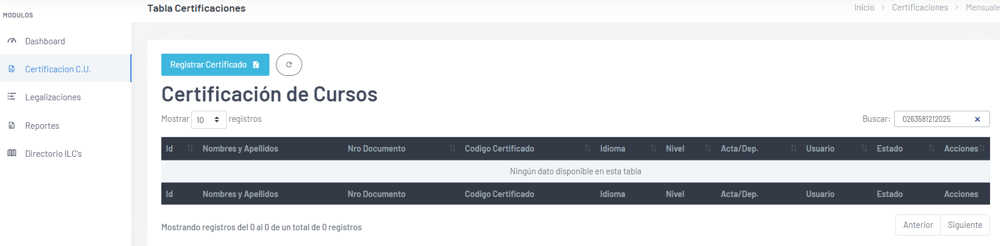 Tabla Certificaciones
Inicio > Certificaciones > Mensuale
MODULOS
Dashboard
Certificacion C.U.
Legalizaciones
Reportes
Directorio ILC's
Registrar Certificado
Certificación de Cursos
Mostrar 10 registros
Buscar: 0263581212025
Id Nombres y Apellidos Nro Documento Codigo Certificado Idioma Nivel Acta/Dep. Usuario Estado Acciones
Ningún dato disponible en esta tabla
Id Nombres y Apellidos Nro Documento Codigo Certificado Idioma Nivel Acta/Dep. Usuario Estado Acciones
Mostrando registros del 0 al 0 de un total de 0 registros
Anterior Siguiente